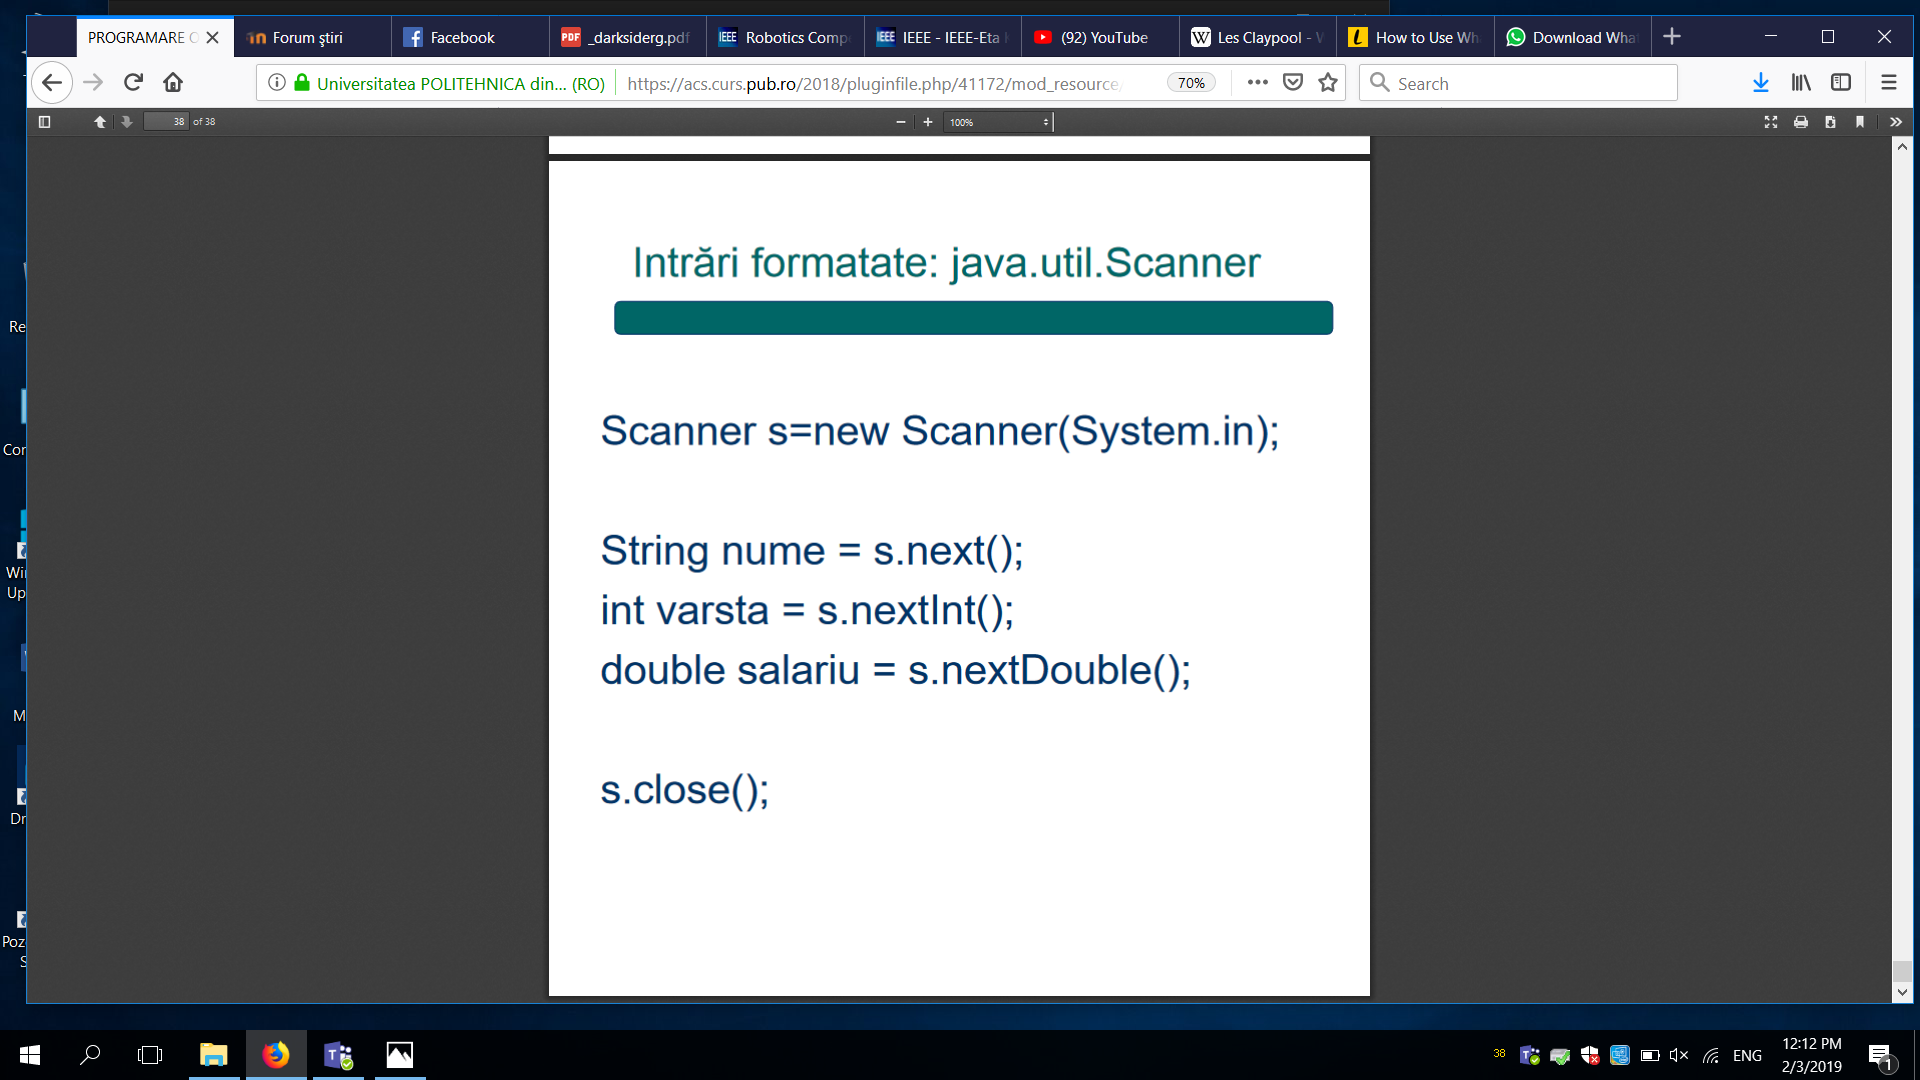 PROGRAMARE O
Forum știri
Facebook
_darksiderg.pdf
Robotics Comp
IEEE - IEEE-Eta
(92) YouTube
Les Claypool -
How to Use Wh
Download Wha
Universitatea POLITEHNICA din... (RO)
https://acs.curs.pub.ro/2018/pluginfile.php/41172/mod_resource/
70%
Search
38 of 38
100%
Intrări formatate: java.util.Scanner
Scanner s=new Scanner(System.in);
String nume = s.next();
int varsta = s.nextInt();
double salariu = s.nextDouble();
s.close();
Re
Cor
Wi
Up
M
Dr
Poz
S
38
ENG
12:12 PM
2/3/2019
1